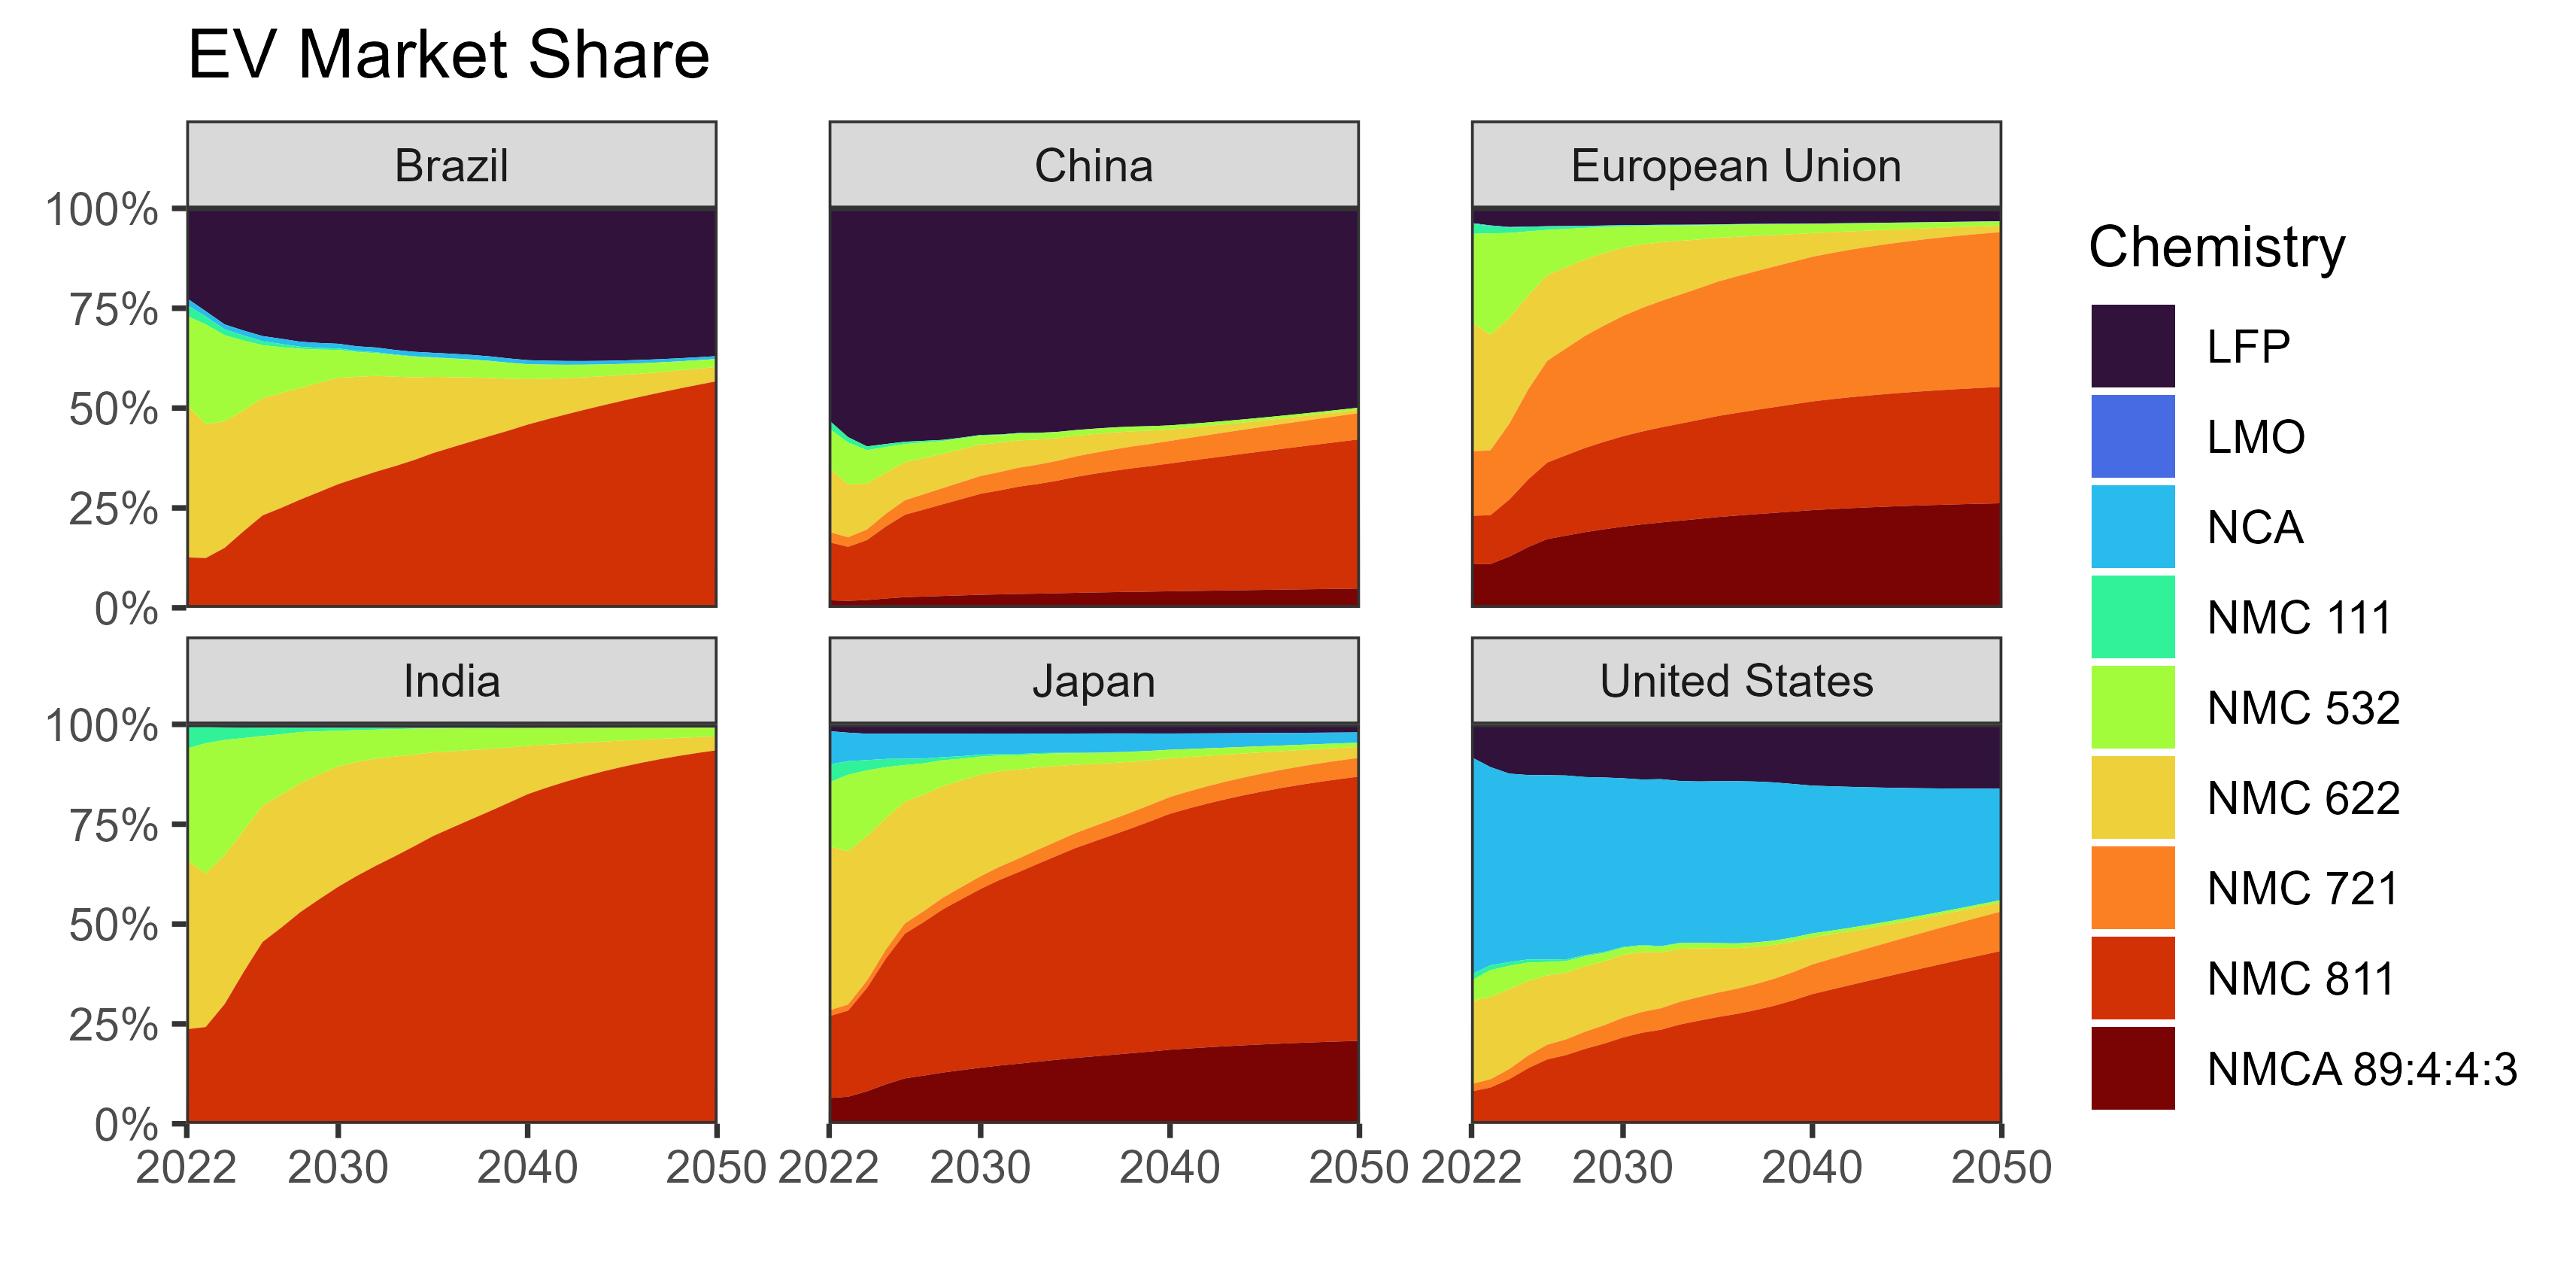 EV Market Share
Brazil
China
European Union
100%
75%
50%
25%
0%
India
Japan
United States
100%
75%
50%
25%
0%
2022 2030 2040 2050
2022 2030 2040 2050
2022 2030 2040 2050
Chemistry
LFP
LMO
NCA
NMC 111
NMC 532
NMC 622
NMC 721
NMC 811
NMCA 89:4:4:3